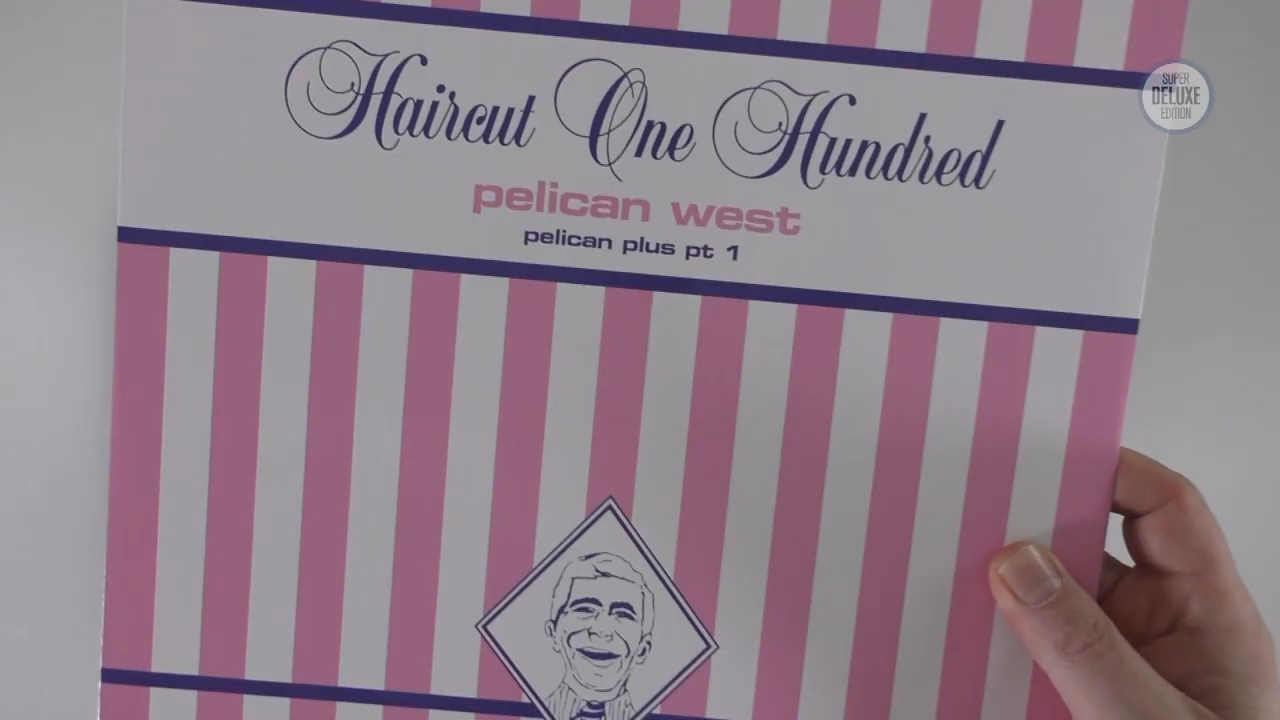 Haircut One Hundred
pelican west
pelican plus pt 1
SUPER
DELUXE
EDITION